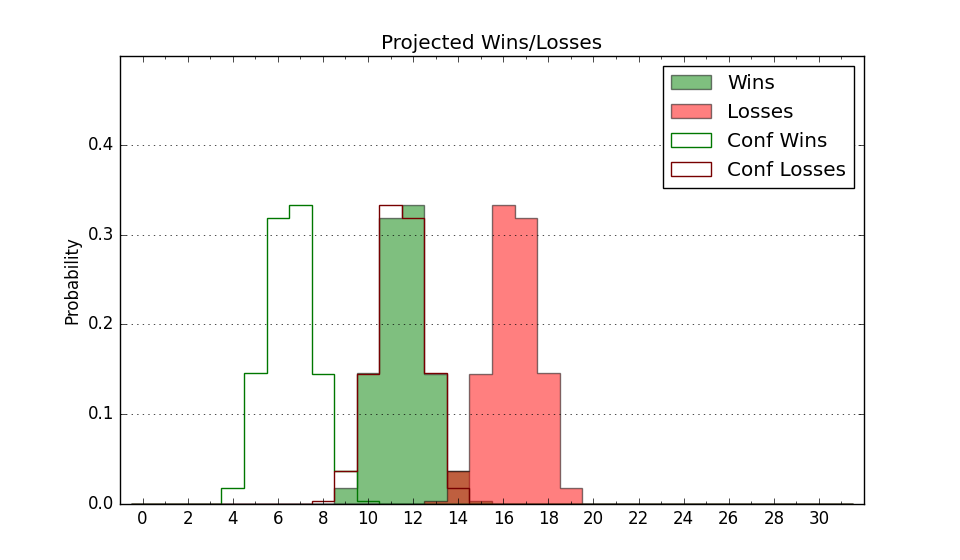 Projected Wins/Losses
Wins
Losses
Conf Wins
Conf Losses
Probability
0.4
0.3
0.2
0.1
0.0
0 2 4 6 8 10 12 14 16 18 20 22 24 26 28 30